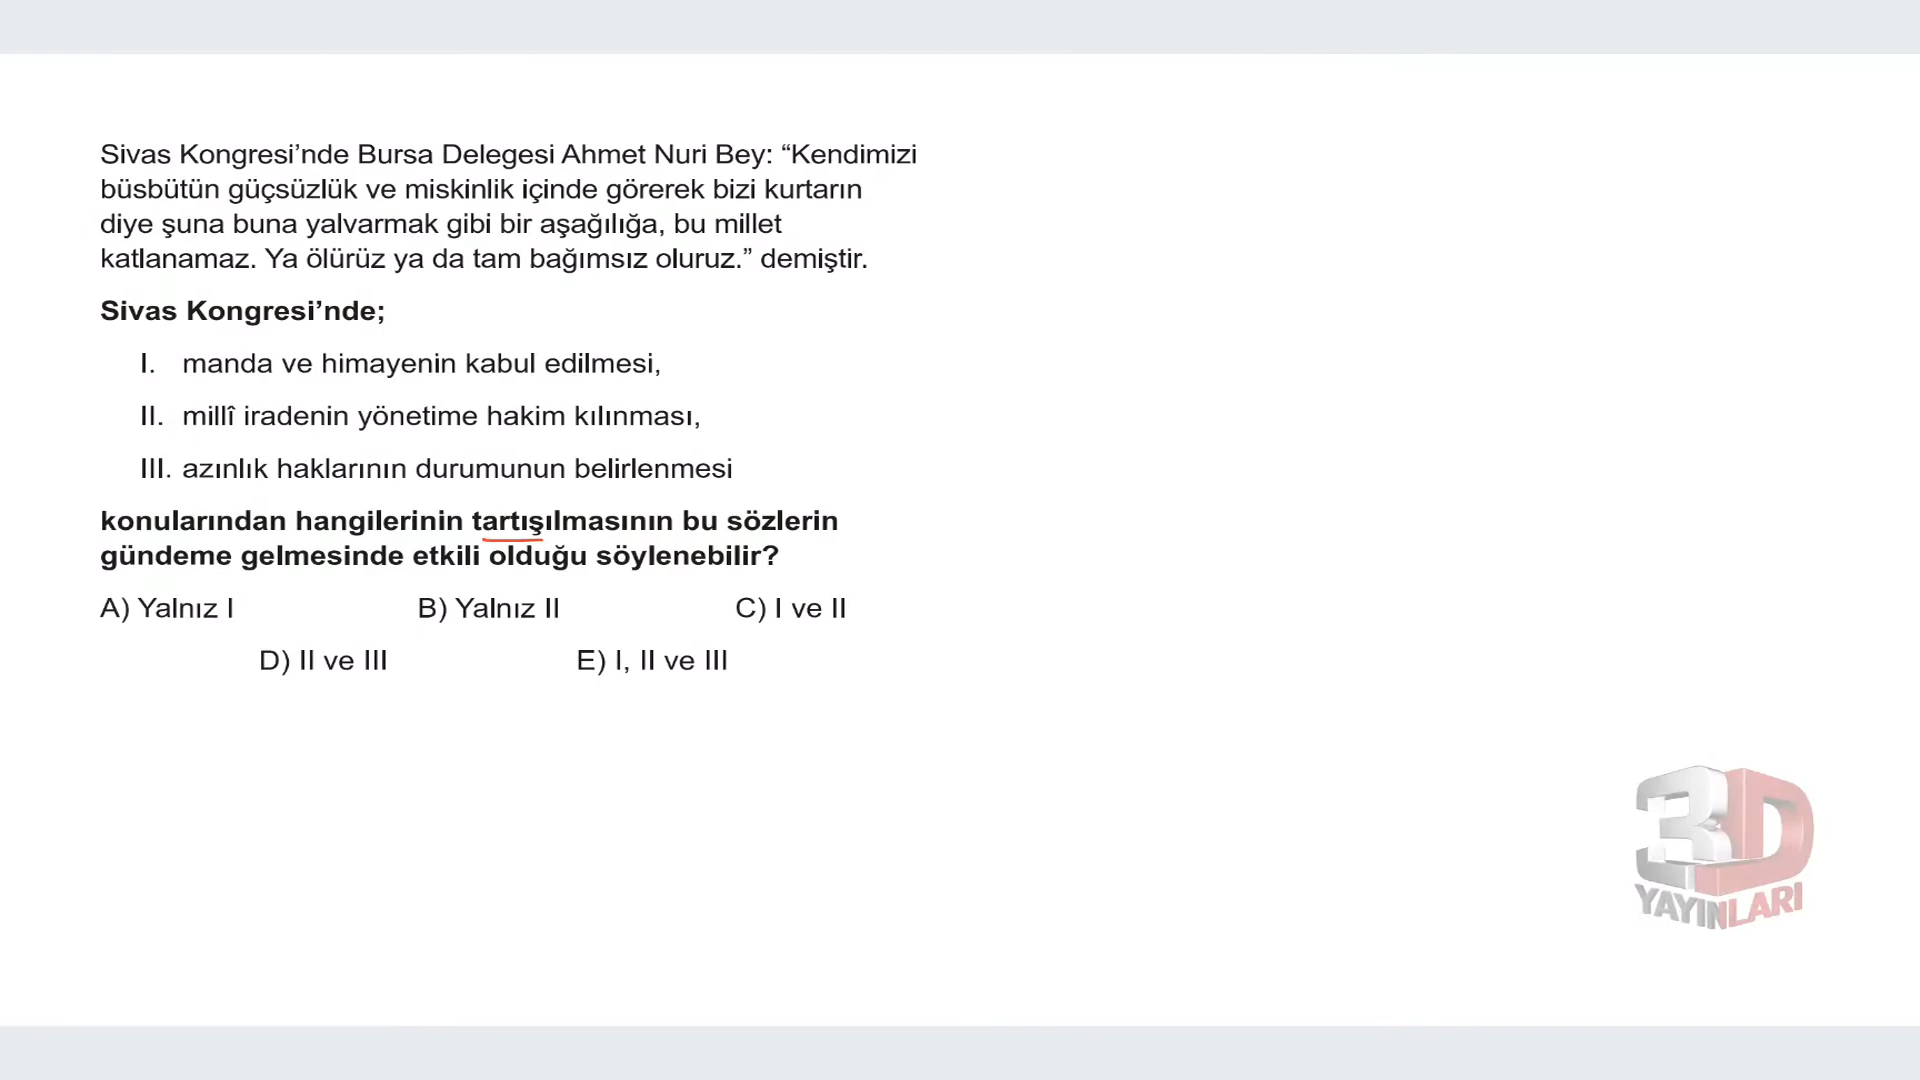 Sivas Kongresi’nde Bursa Delegesi Ahmet Nuri Bey: “Kendimizi
büsbütün güçsüzlük ve miskinlik içinde görerek bizi kurtarın
diye şuna buna yalvarmak gibi bir aşağılığa, bu millet
katlanamaz. Ya ölürüz ya da tam bağımsız oluruz.” demiştir.
Sivas Kongresi’nde;
I. manda ve himayenin kabul edilmesi,
II. millî iradenin yönetime hakim kılınması,
III. azınlık haklarının durumunun belirlenmesi
konularından hangilerinin tartışılmasının bu sözlerin
gündeme gelmesinde etkili olduğu söylenebilir?
A) Yalnız I B) Yalnız II C) I ve II
D) II ve III E) I, II ve III
3D
YAYINLARI